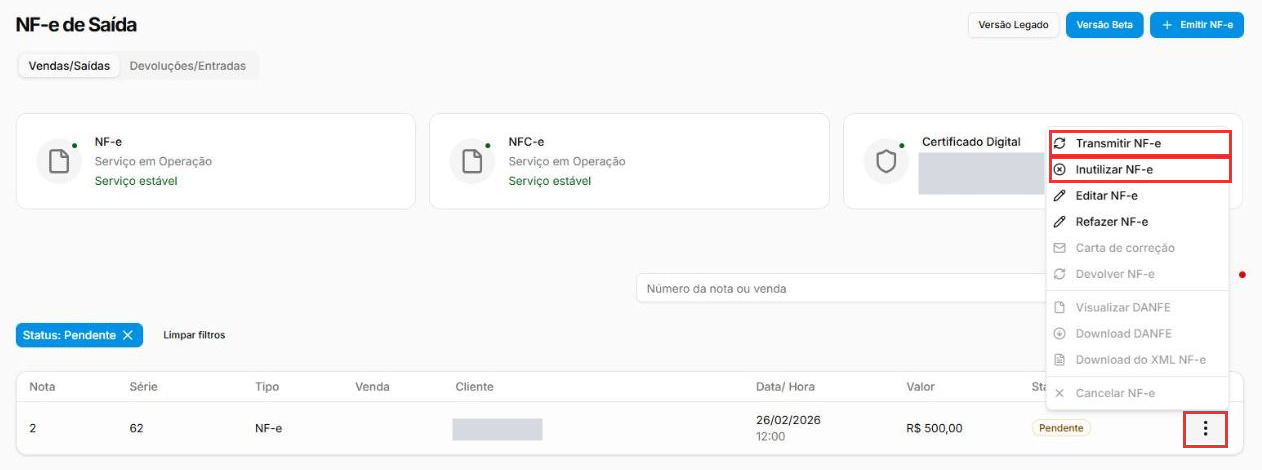 NF-e de Saída
Versão Legado
Versão Beta
+ Emitir NF-e
Vendas/Saídas
Devoluções/Entradas
NF-e
Serviço em Operação
Serviço estável
NFC-e
Serviço em Operação
Serviço estável
Certificado Digital
Transmitir NF-e
Inutilizar NF-e
Editar NF-e
Refazer NF-e
Carta de correção
Devolver NF-e
Visualizar DANFE
Download DANFE
Download do XML NF-e
Cancelar NF-e
Número da nota ou venda
Status: Pendente
Limpar filtros
Nota Série Tipo Venda Cliente Data/ Hora Valor Sta
2 62 NF-e 26/02/2026 R$ 500,00 Pendente
12:00